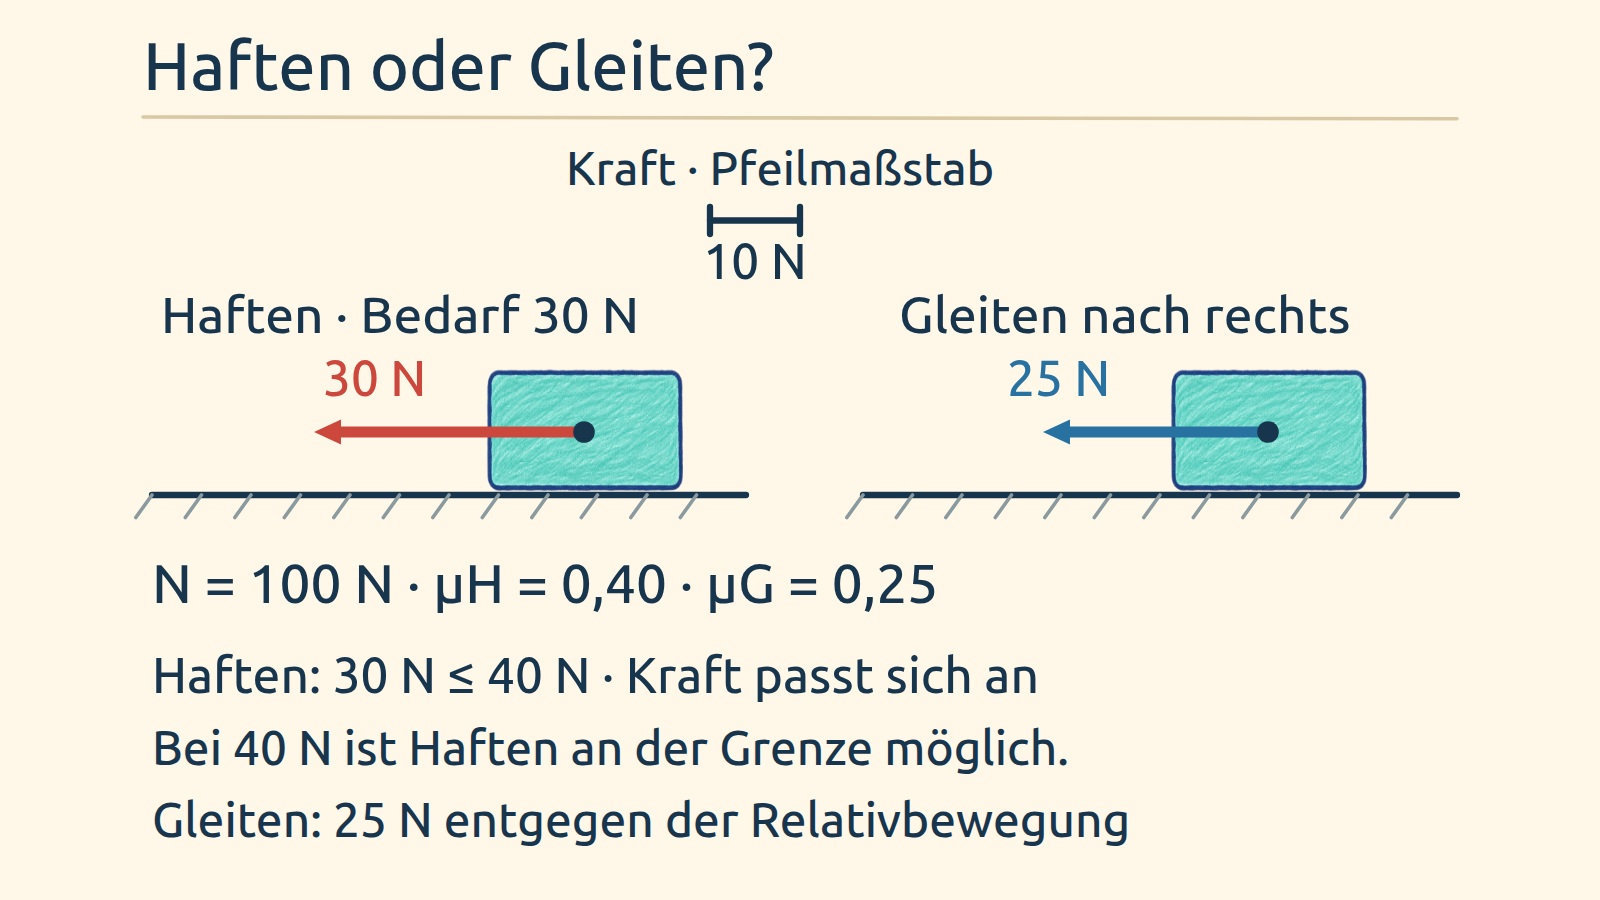 Haften oder Gleiten?
Kraft · Pfeilmaßstab
10 N
Haften · Bedarf 30 N
30 N
Gleiten nach rechts
25 N
N = 100 N · µH = 0,40 · µG = 0,25
Haften: 30 N ≤ 40 N · Kraft passt sich an
Bei 40 N ist Haften an der Grenze möglich.
Gleiten: 25 N entgegen der Relativbewegung